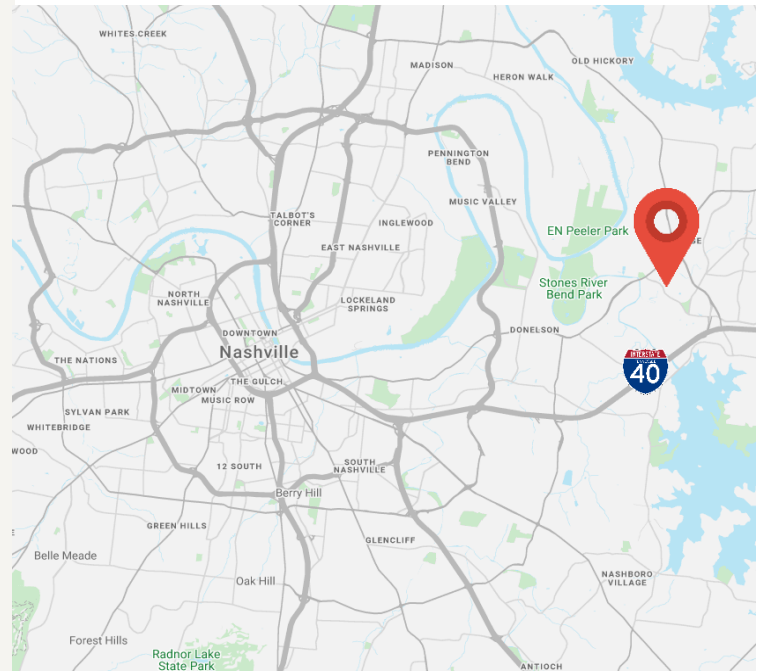 WHITES CREEK
OLD HICKORY
MADISON
HERON WALK
PENNINGTON
BEND
MUSIC VALLEY
TALBOT'S
CORNER
INGLEWOOD
EN Peeler Park
EAST NASHVILLE
Stones River
Bend Park
NORTH
NASHVILLE
LOCKELAND
SPRINGS
DOWNTOWN
DONELSON
Nashville
THE NATIONS
INTERSTATE
40
THE GULCH
MIDTOWN
MUSIC ROW
SYLVAN PARK
WHITEBRIDGE
12 SOUTH
SOUTH
NASHVILLE
Berry Hill
GREEN HILLS
GLENCLIFF
Belle Meade
NASHBORO
VILLAGE
Oak Hill
Forest Hills
Radnor Lake
State Park
ANTIOCH